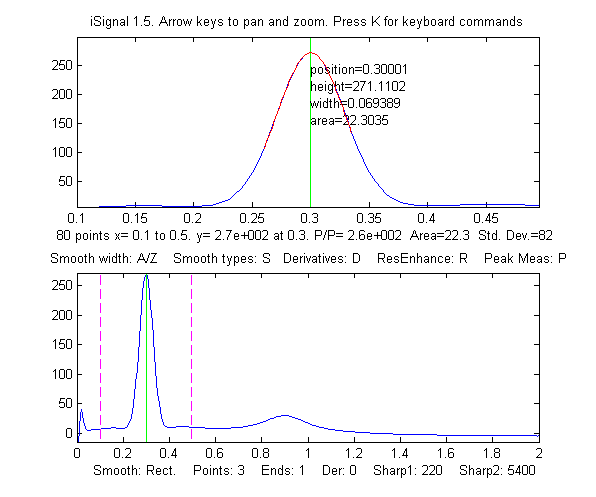 iSignal 1.5. Arrow keys to pan and zoom. Press K for keyboard commands
250
200
150
100
50
position=0.30001
height=271.1102
width=0.069389
area=22.3035
0.1 0.15 0.2 0.25 0.3 0.35 0.4 0.45
80 points x= 0.1 to 0.5. y= 2.7e+002 at 0.3. P/P= 2.6e+002 Area=22.3 Std. Dev.=82
Smooth width: A/Z Smooth types: S Derivatives: D ResEnhance: R Peak Meas: P
250
200
150
100
50
0
0 0.2 0.4 0.6 0.8 1 1.2 1.4 1.6 1.8 2
Smooth: Rect. Points: 3 Ends: 1 Der: 0 Sharp1: 220 Sharp2: 5400